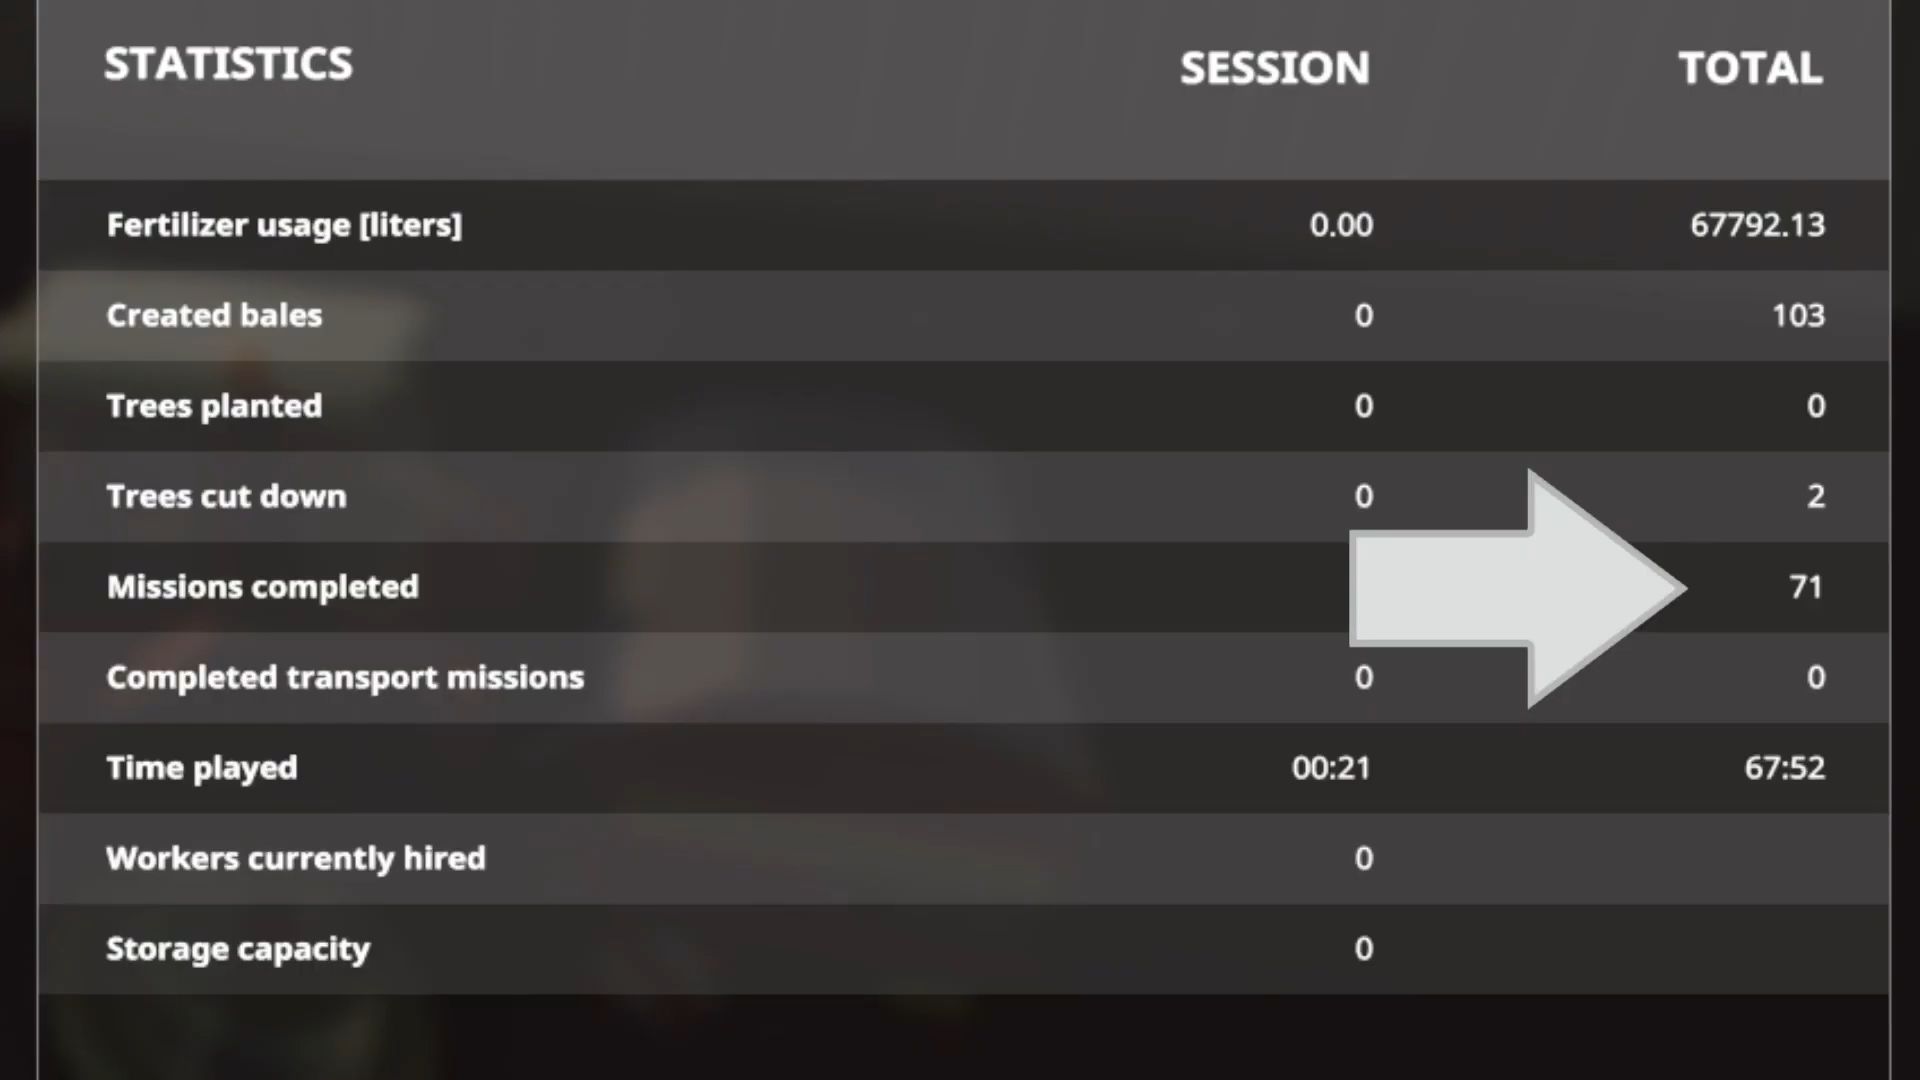 STATISTICS SESSION TOTAL
Fertilizer usage [liters] 0.00 67792.13
Created bales 0 103
Trees planted 0 0
Trees cut down 0 2
Missions completed 71
Completed transport missions 0 0
Time played 00:21 67:52
Workers currently hired 0
Storage capacity 0